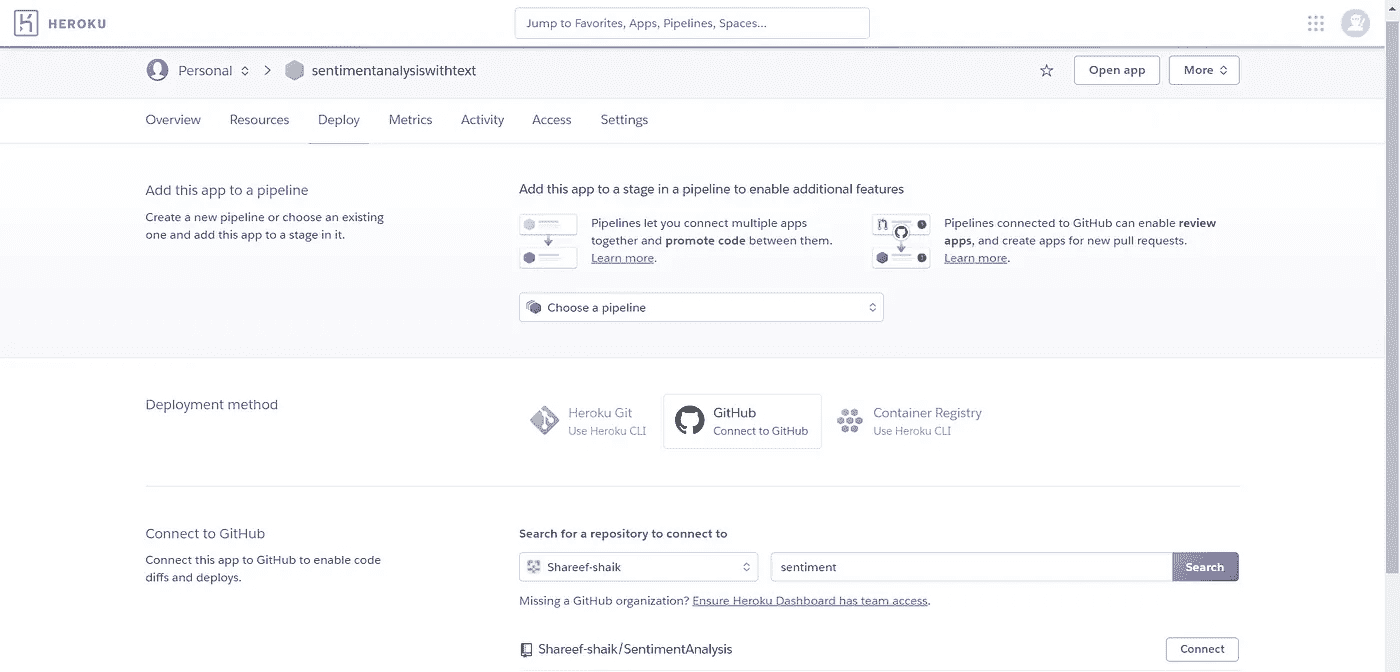 HEROKU
Jump to Favorites, Apps, Pipelines, Spaces...
Personal
sentimentanalysiswithtext
Open app
More
Overview
Resources
Deploy
Metrics
Activity
Access
Settings
Add this app to a pipeline
Create a new pipeline or choose an existing
one and add this app to a stage in it.
Add this app to a stage in a pipeline to enable additional features
Pipelines let you connect multiple apps
together and promote code between them.
Learn more.
Pipelines connected to GitHub can enable review
apps, and create apps for new pull requests.
Learn more.
Choose a pipeline
Deployment method
Heroku Git
Use Heroku CLI
GitHub
Connect to GitHub
Container Registry
Use Heroku CLI
Connect to GitHub
Connect this app to GitHub to enable code
diffs and deploys.
Search for a repository to connect to
Shareef-shaik
sentiment
Search
Missing a GitHub organization? Ensure Heroku Dashboard has team access.
Shareef-shaik/SentimentAnalysis
Connect